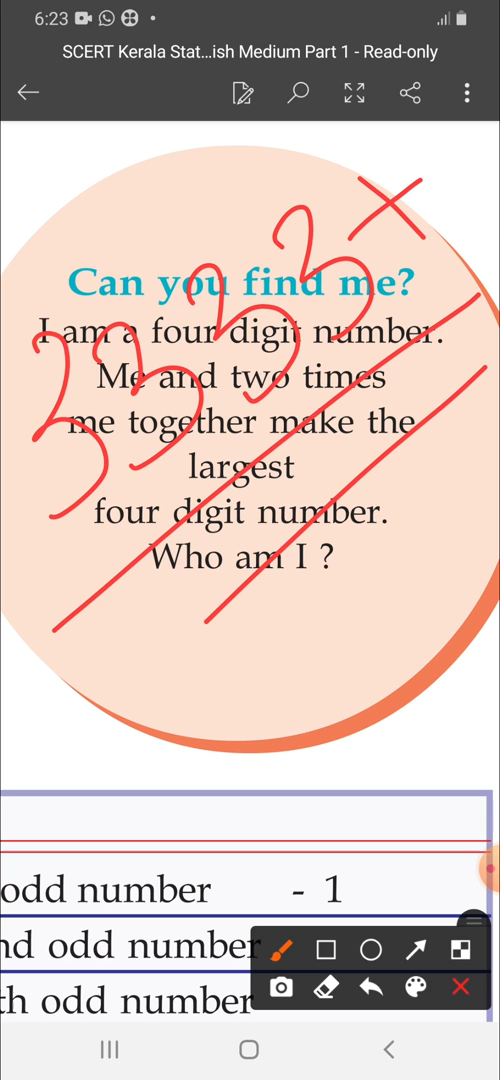 6:23
SCERT Kerala Stat...ish Medium Part 1 - Read-only
Can you find me?
I am a four digit number.
Me and two times
me together make the
largest
four digit number.
Who am I ?
3333
odd number - 1
nd odd number
th odd number